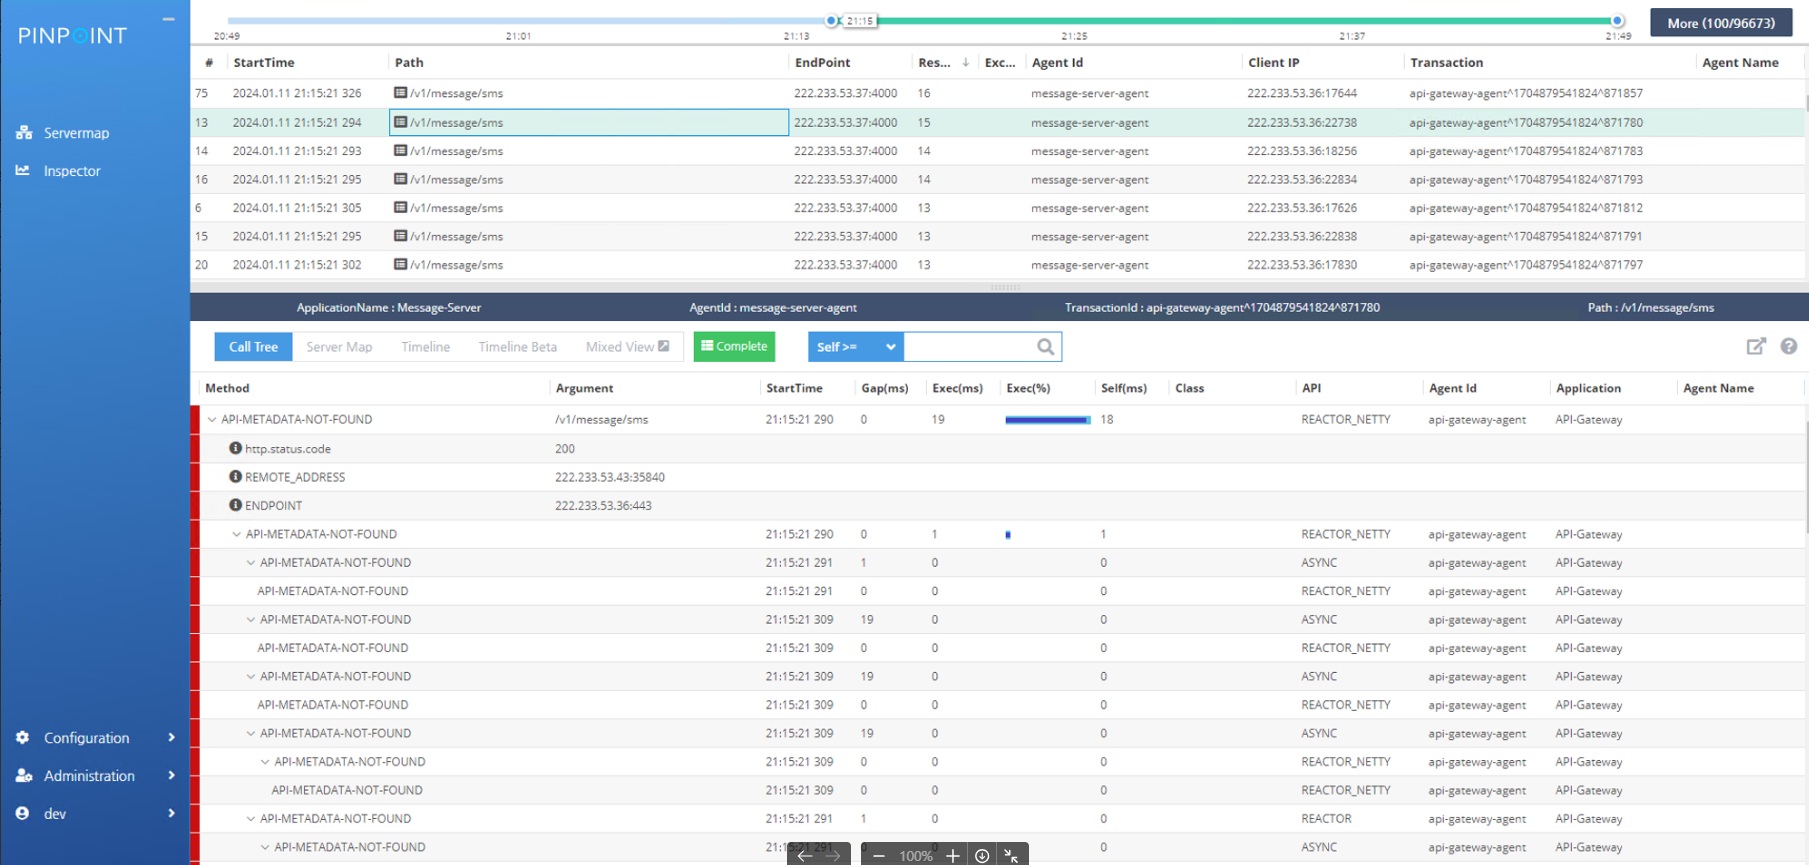 PINPOINT
Servermap
Inspector
Configuration
Administration
dev
21:15
More (100/96673)
20:49 21:01 21:13 21:25 21:37 21:49
# StartTime Path EndPoint Res... Exc... Agent Id Client IP Transaction Agent Name
75 2024.01.11 21:15:21 326 /v1/message/sms 222.233.53.37:4000 16 message-server-agent 222.233.53.36:17644 api-gateway-agent^1704879541824^871857
13 2024.01.11 21:15:21 294 /v1/message/sms 222.233.53.37:4000 15 message-server-agent 222.233.53.36:22738 api-gateway-agent^1704879541824^871780
14 2024.01.11 21:15:21 293 /v1/message/sms 222.233.53.37:4000 14 message-server-agent 222.233.53.36:18256 api-gateway-agent^1704879541824^871783
16 2024.01.11 21:15:21 295 /v1/message/sms 222.233.53.37:4000 14 message-server-agent 222.233.53.36:22834 api-gateway-agent^1704879541824^871793
6 2024.01.11 21:15:21 305 /v1/message/sms 222.233.53.37:4000 13 message-server-agent 222.233.53.36:17626 api-gateway-agent^1704879541824^871812
15 2024.01.11 21:15:21 295 /v1/message/sms 222.233.53.37:4000 13 message-server-agent 222.233.53.36:22838 api-gateway-agent^1704879541824^871791
20 2024.01.11 21:15:21 302 /v1/message/sms 222.233.53.37:4000 13 message-server-agent 222.233.53.36:17830 api-gateway-agent^1704879541824^871797
ApplicationName : Message-Server AgentId : message-server-agent TransactionId : api-gateway-agent^1704879541824^871780 Path : /v1/message/sms
Call Tree Server Map Timeline Timeline Beta Mixed View Complete Self >=
Method Argument StartTime Gap(ms) Exec(ms) Exec(%) Self(ms) Class API Agent Id Application Agent Name
API-METADATA-NOT-FOUND /v1/message/sms 21:15:21 290 0 19 18 REACTOR_NETTY api-gateway-agent API-Gateway
http.status.code 200
REMOTE_ADDRESS 222.233.53.43:35840
ENDPOINT 222.233.53.36:443
API-METADATA-NOT-FOUND 21:15:21 290 0 1 1 REACTOR_NETTY api-gateway-agent API-Gateway
API-METADATA-NOT-FOUND 21:15:21 291 1 0 0 ASYNC api-gateway-agent API-Gateway
API-METADATA-NOT-FOUND 21:15:21 291 0 0 0 REACTOR_NETTY api-gateway-agent API-Gateway
API-METADATA-NOT-FOUND 21:15:21 309 19 0 0 ASYNC api-gateway-agent API-Gateway
API-METADATA-NOT-FOUND 21:15:21 309 0 0 0 REACTOR_NETTY api-gateway-agent API-Gateway
API-METADATA-NOT-FOUND 21:15:21 309 19 0 0 ASYNC api-gateway-agent API-Gateway
API-METADATA-NOT-FOUND 21:15:21 309 0 0 0 REACTOR_NETTY api-gateway-agent API-Gateway
API-METADATA-NOT-FOUND 21:15:21 309 19 0 0 ASYNC api-gateway-agent API-Gateway
API-METADATA-NOT-FOUND 21:15:21 309 0 0 0 REACTOR_NETTY api-gateway-agent API-Gateway
API-METADATA-NOT-FOUND 21:15:21 309 0 0 0 REACTOR_NETTY api-gateway-agent API-Gateway
API-METADATA-NOT-FOUND 21:15:21 291 1 0 0 REACTOR api-gateway-agent API-Gateway
API-METADATA-NOT-FOUND 0 ASYNC api-gateway-agent API-Gateway
100%